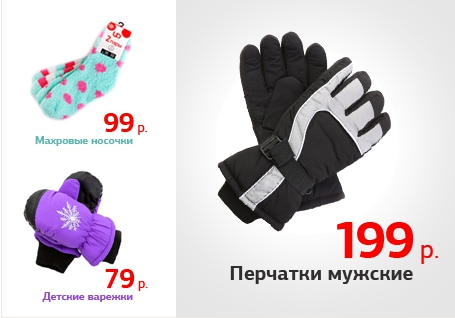 99 р.
Махровые носочки
79 р.
Детские варежки
199 р.
Перчатки мужские